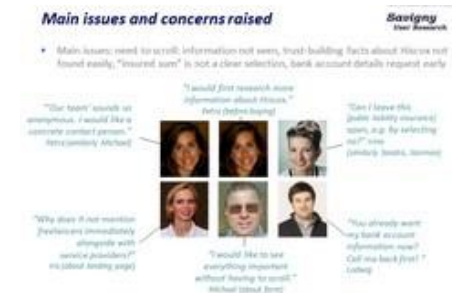 Main issues and concerns raised
Savigny
User Research
• Main issues: need to scroll: information not seen, trust-building facts about Hiscox not
found easily, "insured sum" is not a clear selection, bank account details request early
"I would first research more
information about Hiscox."
Petra (before buying)
"'Our team' sounds so
anonymous. I would like a
concrete contact person."
Petra (similarly Michael)
"Can I leave this
(public liability insurance)
open, e.g. by selecting
no?"
(similarly
"Why does it not mention
freelancers immediately
alongside with
service providers?"
Iris (about landing page)
"I would like to see
everything important
without having to scroll."
Michael (about form)
"You already want
my bank account
information now?
Call me back first!"
Ludwig